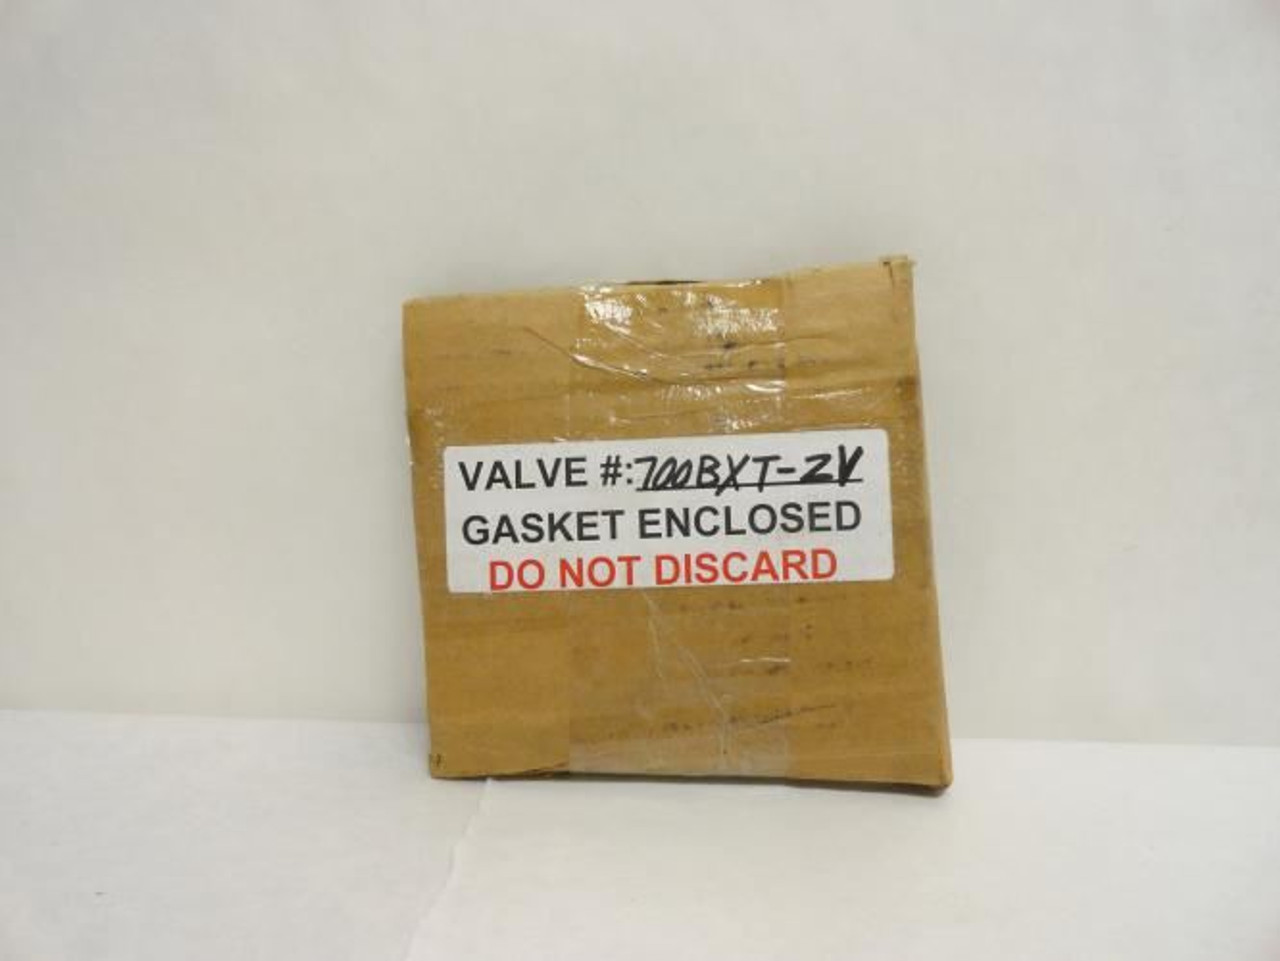 VALVE #:700BXT-2V
GASKET ENCLOSED
DO NOT DISCARD